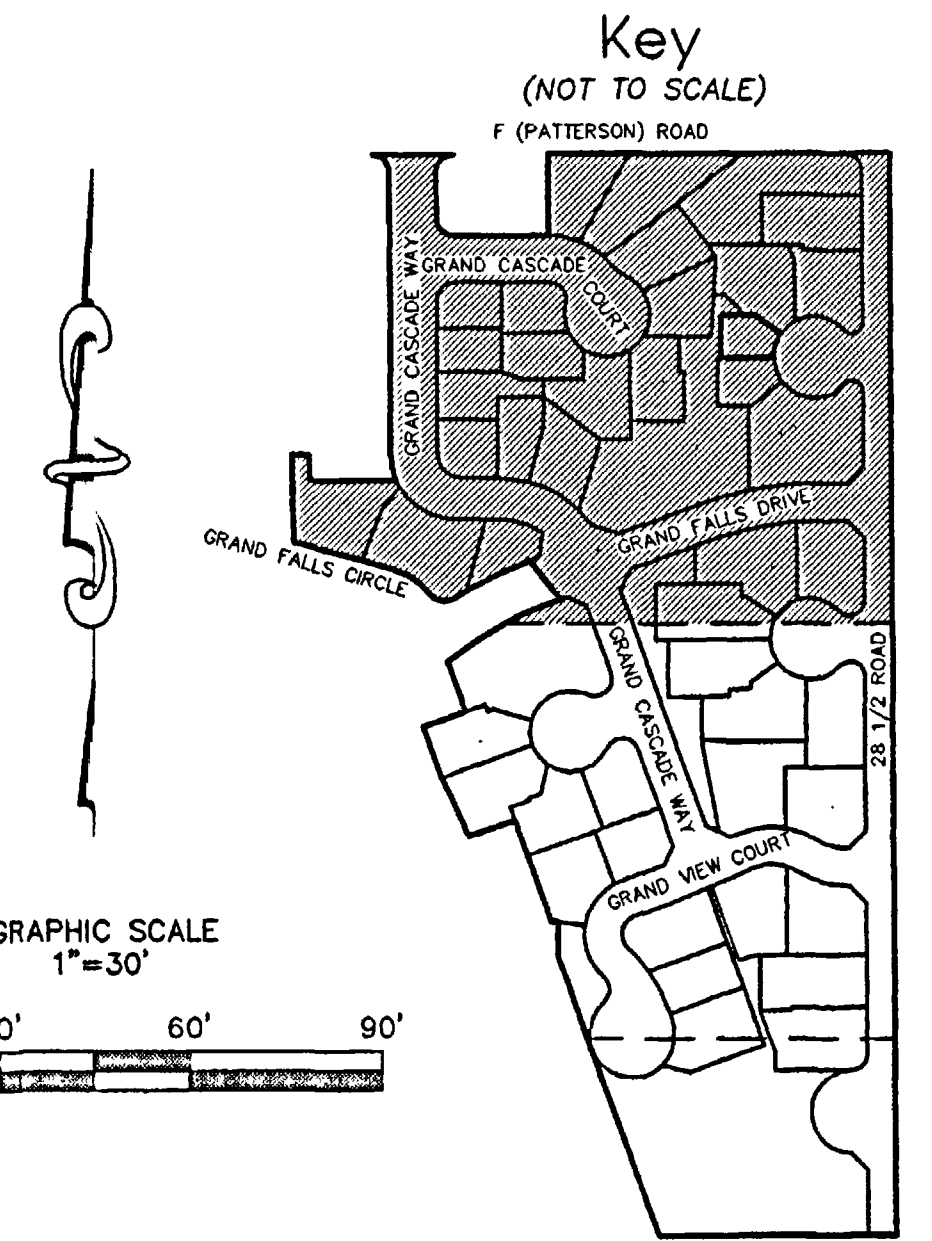 Key
(NOT TO SCALE)
F (PATTERSON) ROAD
GRAND CASCADE WAY
GRAND CASCADE
COURT
GRAND FALLS DRIVE
GRAND FALLS CIRCLE
GRAND CASCADE WAY
28 1/2 ROAD
GRAND VIEW COURT
GRAPHIC SCALE
1"=30'
0'
60'
90'